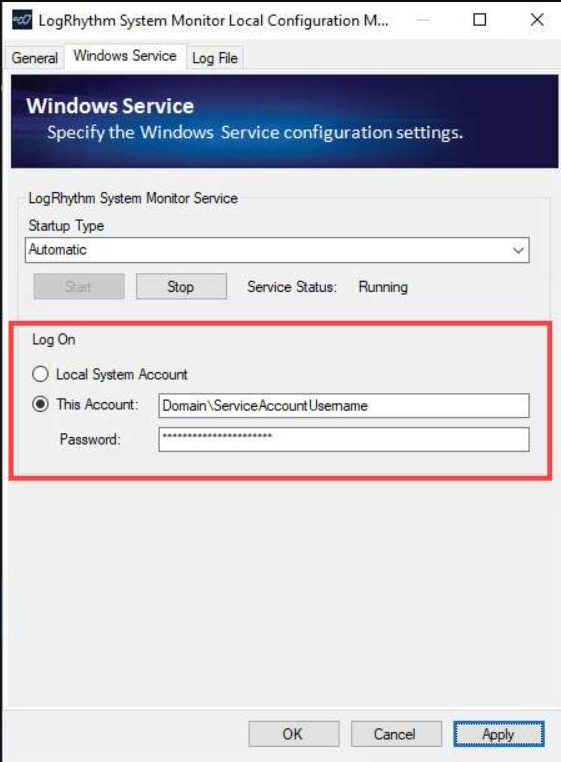 LogRhythm System Monitor Local Configuration M...
General Windows Service Log File
Windows Service
Specify the Windows Service configuration settings.
LogRhythm System Monitor Service
Startup Type
Automatic
Start Stop Service Status: Running
Log On
Local System Account
This Account: Domain\ServiceAccountUsername
Password: **********************
OK Cancel Apply